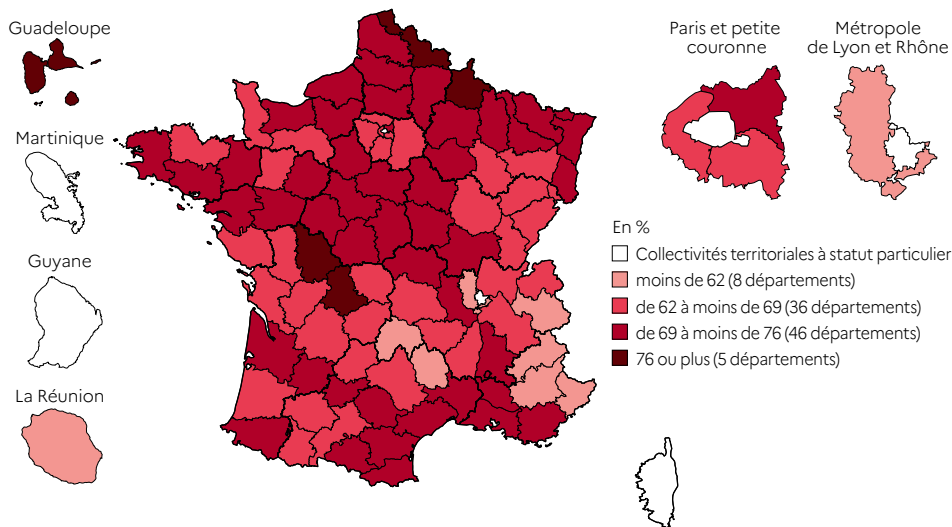 Guadeloupe
Martinique
Guyane
La Réunion
Paris et petite
couronne
Métropole
de Lyon et Rhône
En %
Collectivités territoriales à statut particulier
moins de 62 (8 départements)
de 62 à moins de 69 (36 départements)
de 69 à moins de 76 (46 départements)
76 ou plus (5 départements)